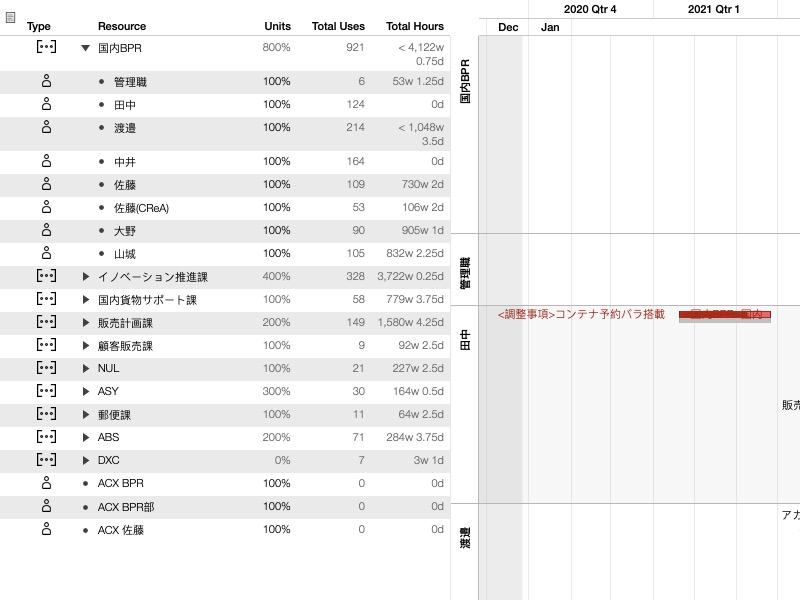 2020 Qtr 4 2021 Qtr 1
Type Resource Units Total Uses Total Hours Dec Jan
国内BPR 800% 921 < 4,122w
0.75d
管理職 100% 6 53w 1.25d
田中 100% 124 0d
渡邉 100% 214 < 1,048w
3.5d
中井 100% 164 0d
佐藤 100% 109 730w 2d
佐藤(CReA) 100% 53 106w 2d
大野 100% 90 905w 1d
山城 100% 105 832w 2.25d
イノベーション推進課 400% 328 3,722w 0.25d
国内貨物サポート課 100% 58 779w 3.75d
販売計画課 200% 149 1,580w 4.25d
顧客販売課 100% 9 92w 2.5d
NUL 100% 21 227w 2.5d
ASY 300% 30 164w 0.5d
郵便課 100% 11 64w 2.5d
ABS 200% 71 284w 3.75d
DXC 0% 7 3w 1d
ACX BPR 100% 0 0d
ACX BPR部 100% 0 0d
ACX 佐藤 100% 0 0d
国内BPR
管理職
田中
<調整事項>コンテナ予約バラ搭載
販売
渡邉
アカ